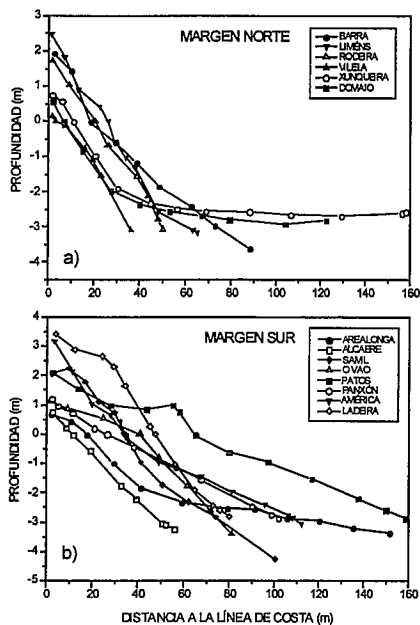 MARGEN NORTE
BARRA
LIMÉNS
RODEIRA
VILELA
XUNQUEIRA
DOMAIO
PROFUNDIDAD (m)
3
2
1
0
-1
-2
-3
-4
a)
0 20 40 60 80 100 120 140 160
MARGEN SUR
AREALONGA
ALCABRE
SAMIL
O VAO
PATOS
PANXÓN
AMÉRICA
LADEIRA
PROFUNDIDAD (m)
4
3
2
1
0
-1
-2
-3
-4
-5
b)
0 20 40 60 80 100 120 140 160
DISTANCIA A LA LÍNEA DE COSTA (m)